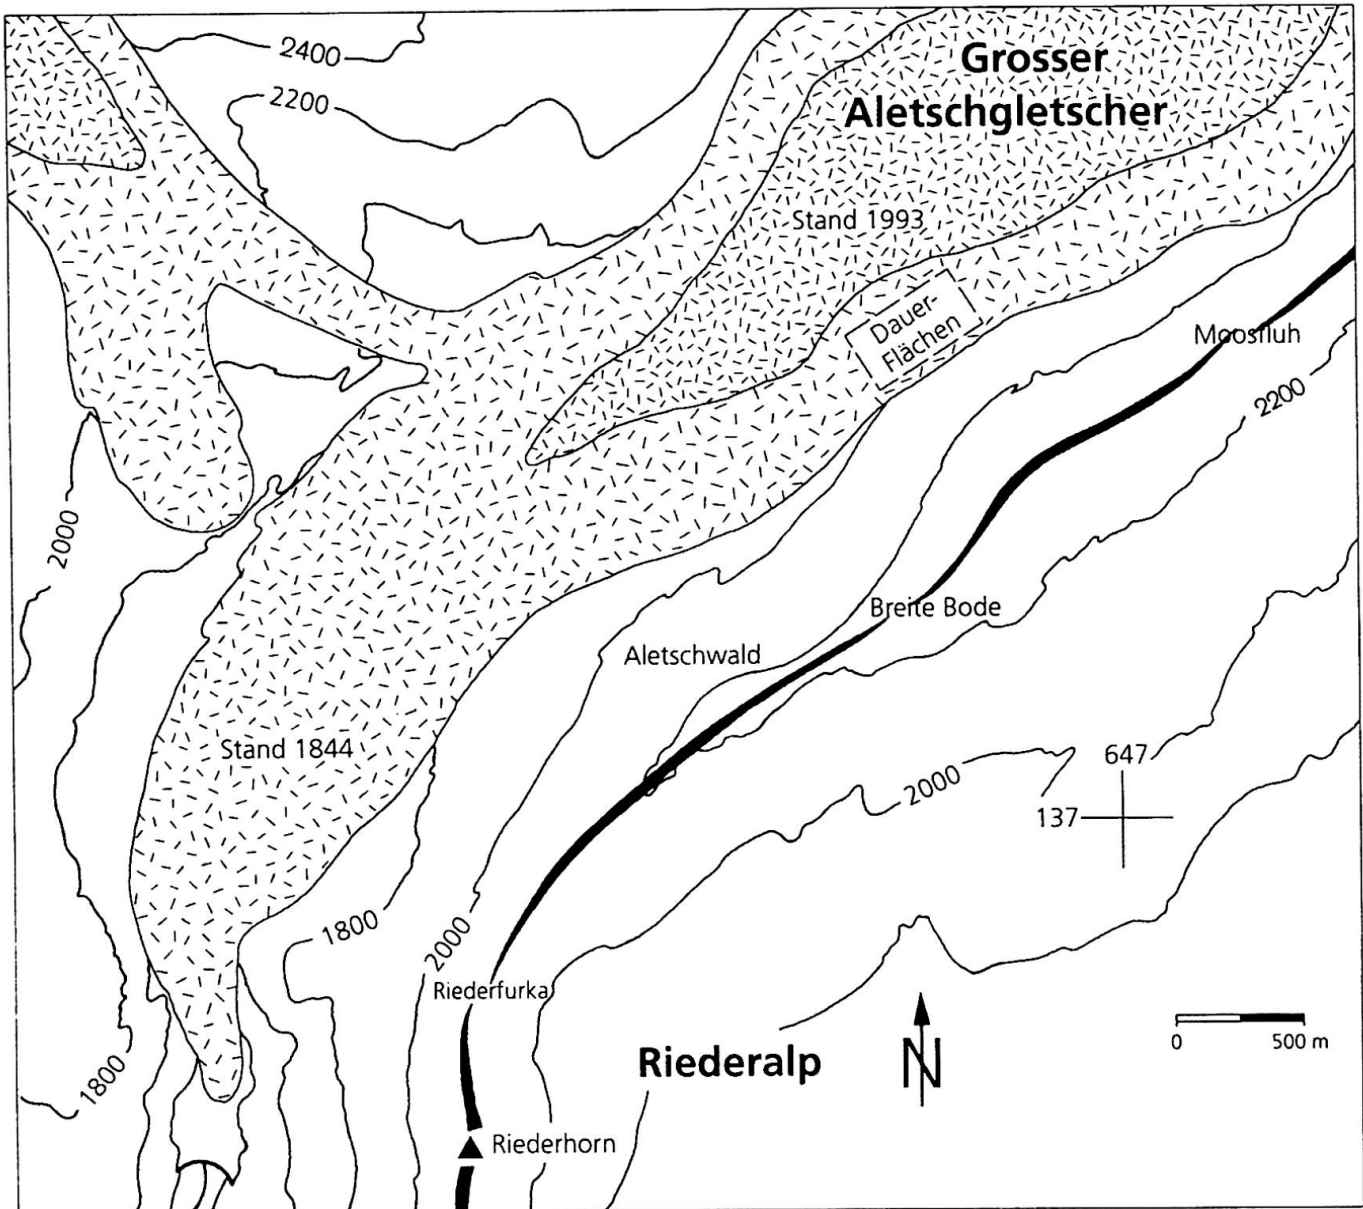 Grosser
Aletschgletscher
2400
2200
Stand 1993
Dauer-
Flächen
Moosfluh
2200
2000
Breite Bode
Aletschwald
Stand 1844
647
2000
137
1800
2000
Riederfurka
0 500 m
Riederalp
N
1800
Riederhorn